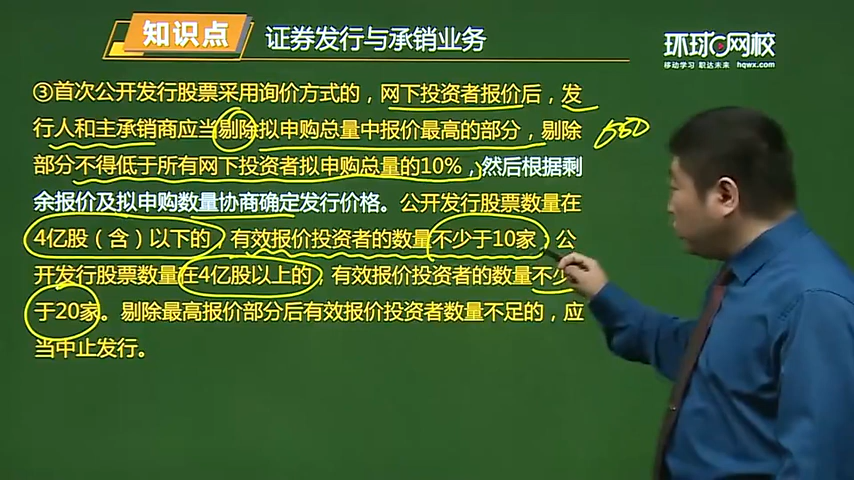 知识点
证券发行与承销业务
环球网校
移动学习 职达未来 hqwx.com
③首次公开发行股票采用询价方式的，网下投资者报价后，发
行人和主承销商应当剔除拟申购总量中报价最高的部分，剔除
部分不得低于所有网下投资者拟申购总量的10%，然后根据剩
余报价及拟申购数量协商确定发行价格。公开发行股票数量在
4亿股（含）以下的，有效报价投资者的数量不少于10家，公
开发行股票数量在4亿股以上的，有效报价投资者的数量不少
于20家。剔除最高报价部分后有效报价投资者数量不足的，应
当中止发行。